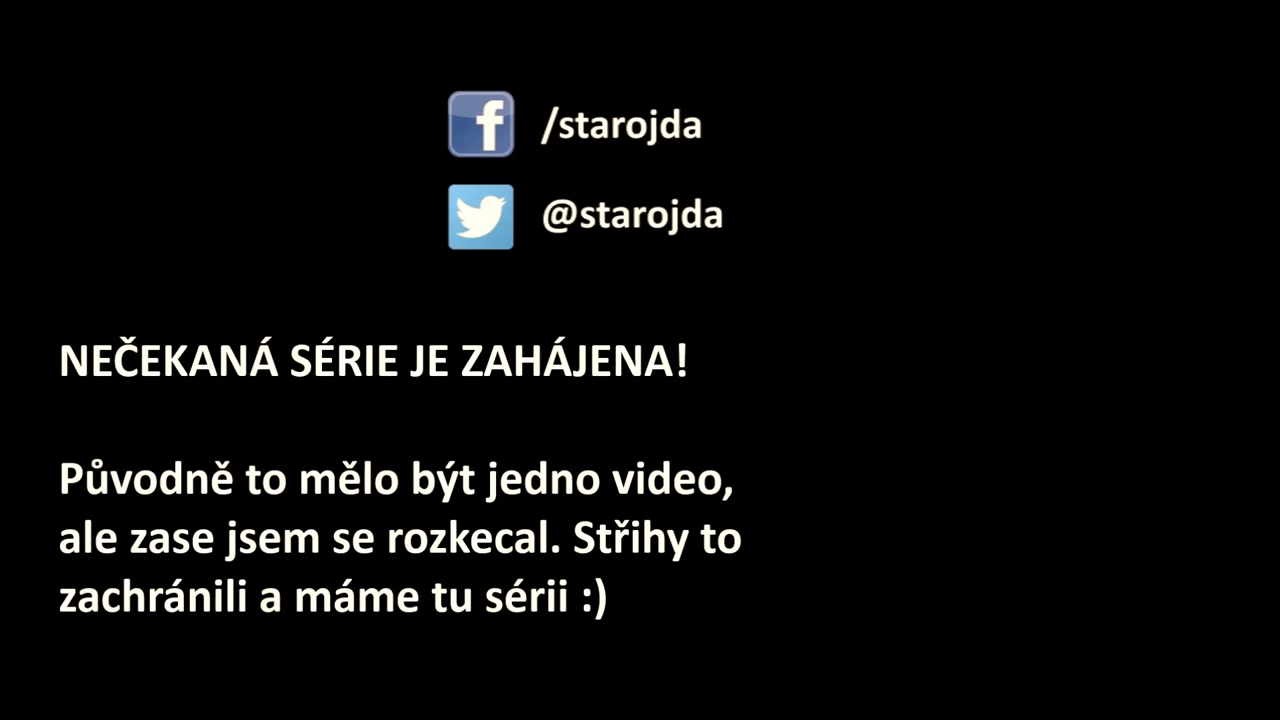 /starojda
@starojda
NEČEKANÁ SÉRIE JE ZAHÁJENA!
Původně to mělo být jedno video,
ale zase jsem se rozkecal. Střihy to
zachránili a máme tu sérii :)